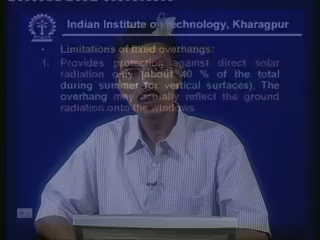 Indian Institute of Technology, Kharagpur
• Limitations of fixed overhangs:
1. Provides protection against direct solar
radiation only (about 40 % of the total
during summer for vertical surfaces). The
overhang may actually reflect the ground
radiation onto the windows